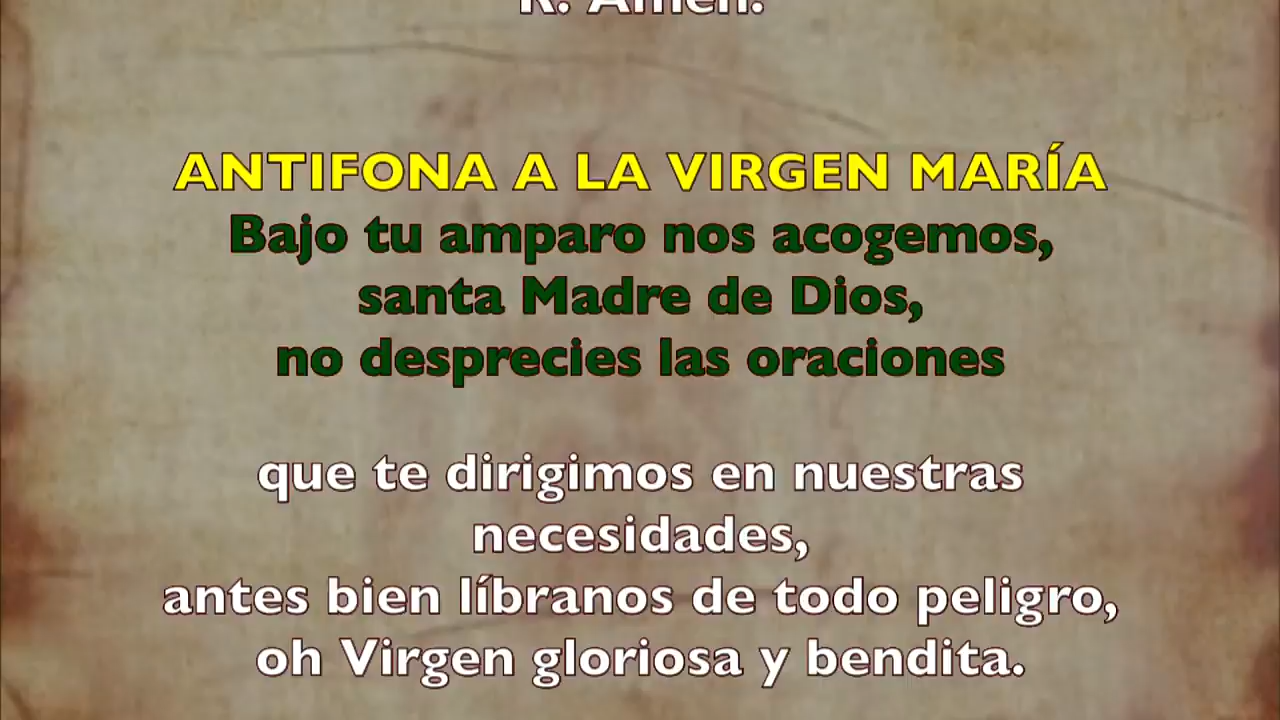 R. Amén.
ANTIFONA A LA VIRGEN MARÍA
Bajo tu amparo nos acogemos,
santa Madre de Dios,
no desprecies las oraciones
que te dirigimos en nuestras
necesidades,
antes bien líbranos de todo peligro,
oh Virgen gloriosa y bendita.